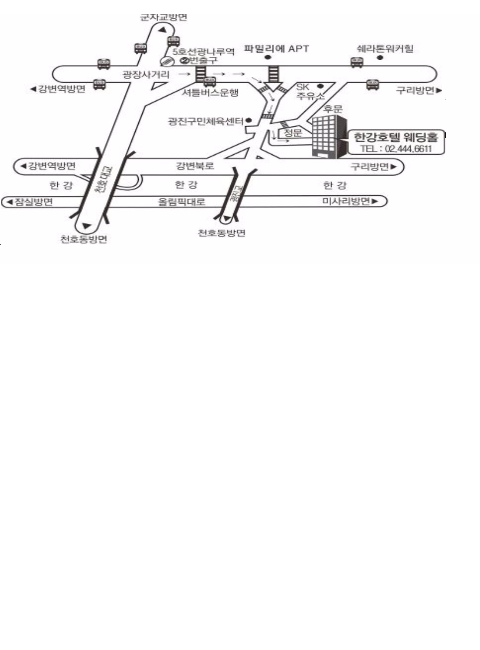 군자교방면
5호선광나루역
②번출구
파밀리에 APT
쉐라톤워커힐
광장사거리
◀강변역방면
셔틀버스운행
SK
주유소
구리방면▶
후문
광진구민체육센터
정문
한강호텔 웨딩홀
TEL : 02.444.6611
◀강변역방면
강변북로
구리방면▶
천호대교
한 강
한 강
한 강
◀잠실방면
올림픽대로
미사리방면▶
천호동방면
천호동방면